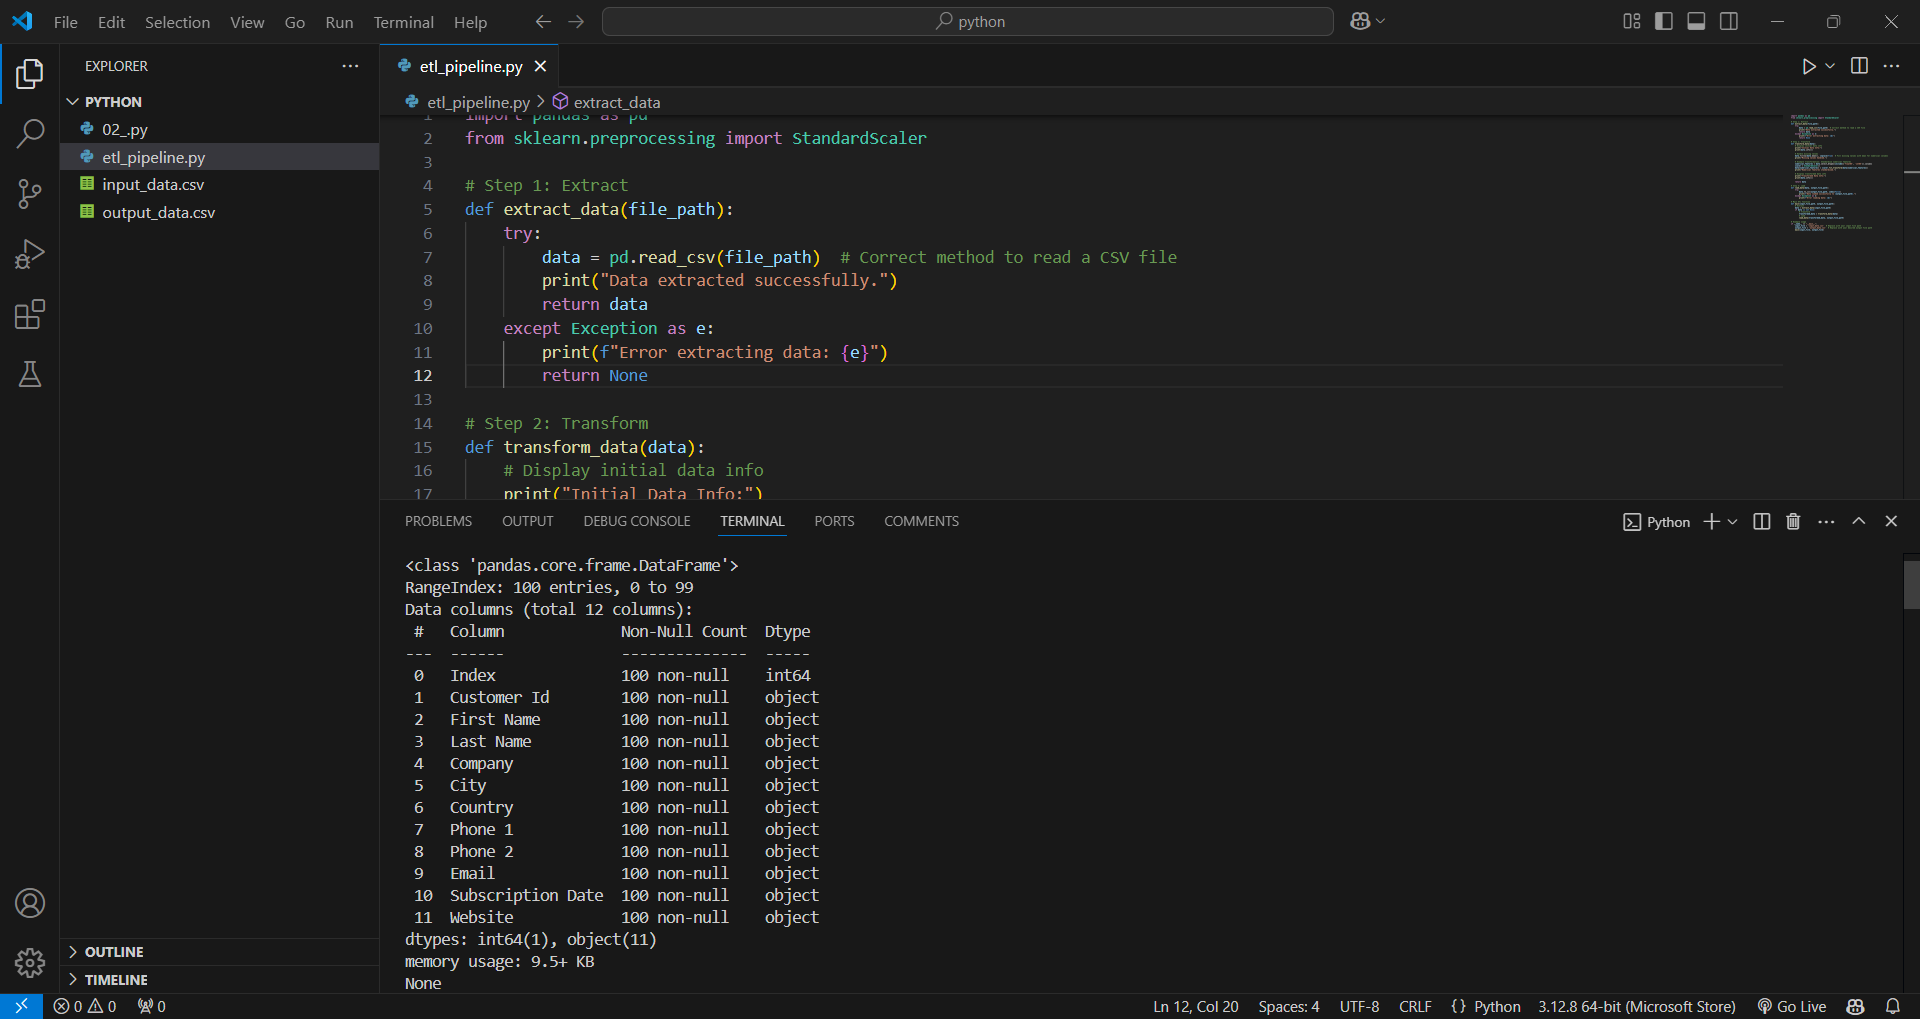 File Edit Selection View Go Run Terminal Help
python
EXPLORER
PYTHON
02_.py
etl_pipeline.py
input_data.csv
output_data.csv
OUTLINE
TIMELINE
etl_pipeline.py
etl_pipeline.py > extract_data
1 import pandas as pd
2 from sklearn.preprocessing import StandardScaler
3
4 # Step 1: Extract
5 def extract_data(file_path):
6 try:
7 data = pd.read_csv(file_path)  # Correct method to read a CSV file
8 print("Data extracted successfully.")
9 return data
10 except Exception as e:
11 print(f"Error extracting data: {e}")
12 return None
13
14 # Step 2: Transform
15 def transform_data(data):
16 # Display initial data info
17 print("Initial Data Info:")
PROBLEMS OUTPUT DEBUG CONSOLE TERMINAL PORTS COMMENTS
Python
<class 'pandas.core.frame.DataFrame'>
RangeIndex: 100 entries, 0 to 99
Data columns (total 12 columns):
 #   Column             Non-Null Count  Dtype
---  ------             --------------  -----
 0   Index              100 non-null    int64
 1   Customer Id        100 non-null    object
 2   First Name         100 non-null    object
 3   Last Name          100 non-null    object
 4   Company            100 non-null    object
 5   City               100 non-null    object
 6   Country            100 non-null    object
 7   Phone 1            100 non-null    object
 8   Phone 2            100 non-null    object
 9   Email              100 non-null    object
 10  Subscription Date  100 non-null    object
 11  Website            100 non-null    object
dtypes: int64(1), object(11)
memory usage: 9.5+ KB
None
0 0 0 Ln 12, Col 20 Spaces: 4 UTF-8 CRLF {} Python 3.12.8 64-bit (Microsoft Store) Go Live